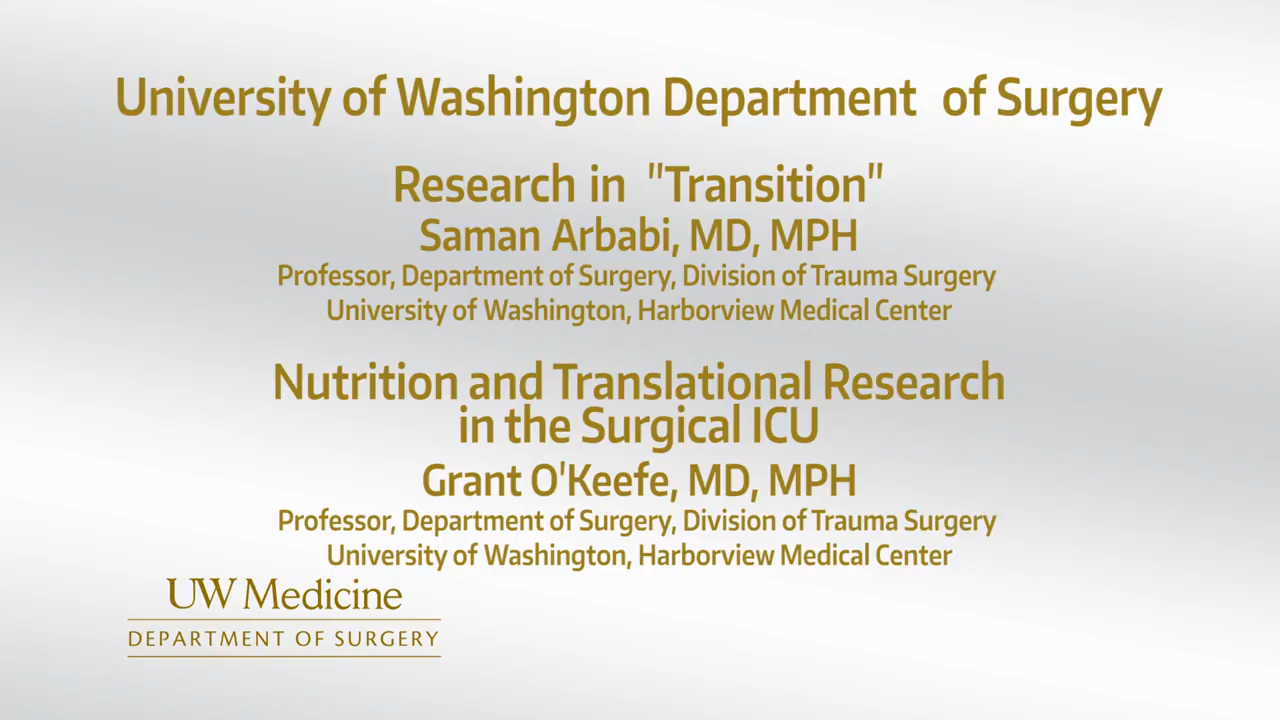 University of Washington Department of Surgery
Research in "Transition"
Saman Arbabi, MD, MPH
Professor, Department of Surgery, Division of Trauma Surgery
University of Washington, Harborview Medical Center
Nutrition and Translational Research
in the Surgical ICU
Grant O'Keefe, MD, MPH
Professor, Department of Surgery, Division of Trauma Surgery
University of Washington, Harborview Medical Center
UW Medicine
DEPARTMENT OF SURGERY